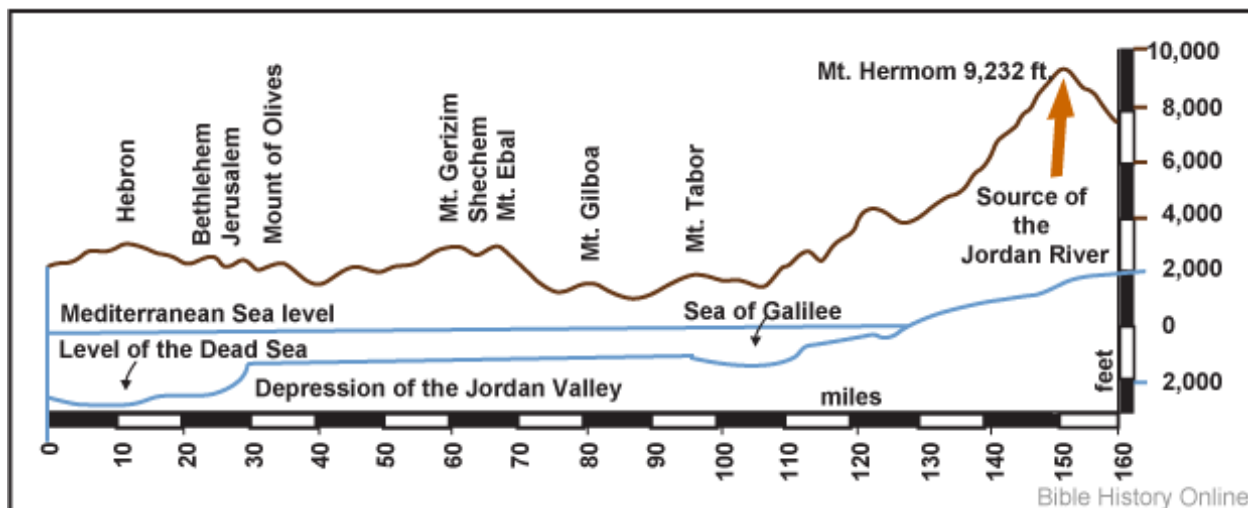 10,000
Mt. Hermom 9,232 ft.
8,000
6,000
4,000
2,000
0
2,000
feet
Hebron
Bethlehem
Jerusalem
Mount of Olives
Mt. Gerizim
Shechem
Mt. Ebal
Mt. Gilboa
Mt. Tabor
Source of
the
Jordan River
Mediterranean Sea level
Sea of Galilee
Level of the Dead Sea
Depression of the Jordan Valley
miles
0 10 20 30 40 50 60 70 80 90 100 110 120 130 140 150 160
Bible History Online